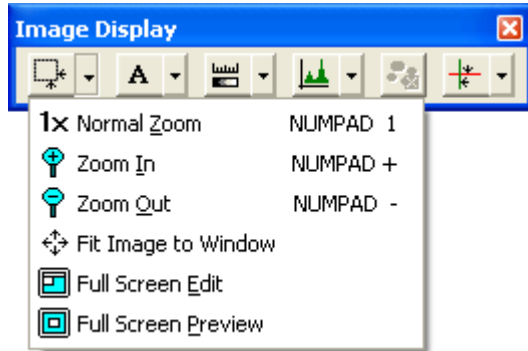 Image Display
A
1x Normal Zoom NUMPAD 1
Zoom In NUMPAD +
Zoom Out NUMPAD -
Fit Image to Window
Full Screen Edit
Full Screen Preview